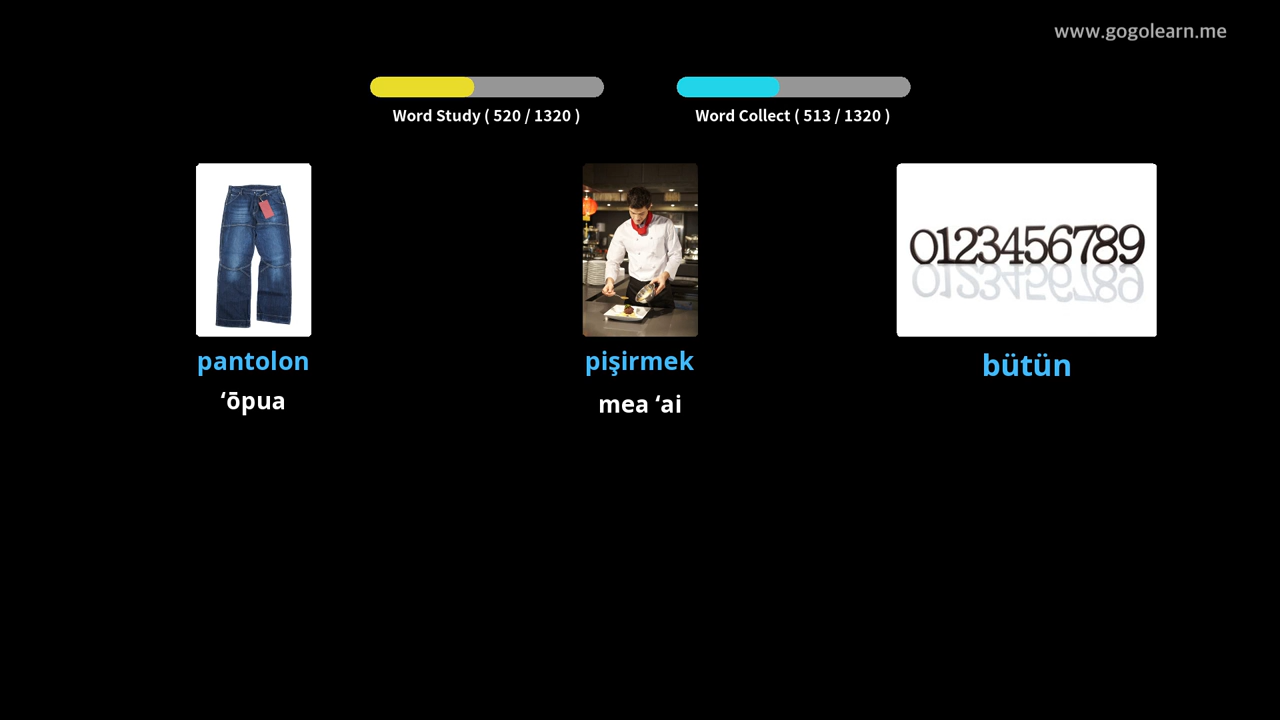 www.gogolearn.me
Word Study ( 520 / 1320 )
Word Collect ( 513 / 1320 )
0123456789
pantolon
ʻōpua
pişirmek
mea ʻai
bütün